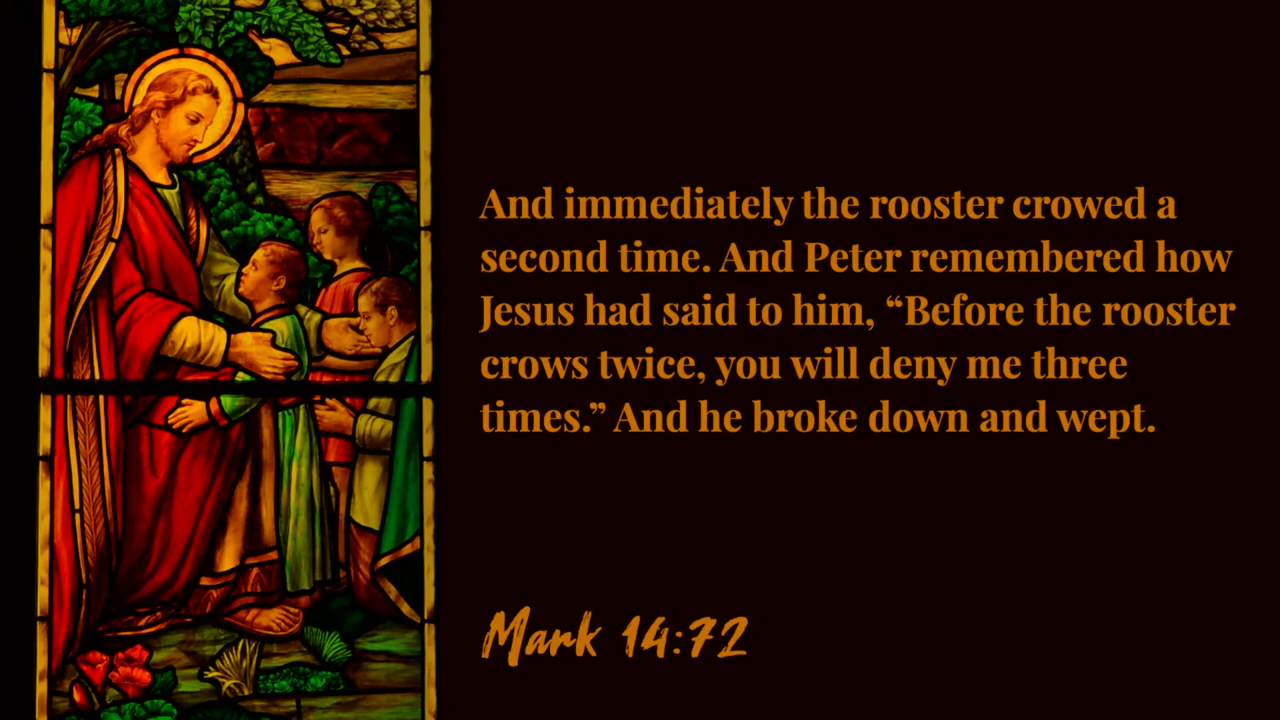 And immediately the rooster crowed a
second time. And Peter remembered how
Jesus had said to him, “Before the rooster
crows twice, you will deny me three
times.” And he broke down and wept.
Mark 14:72